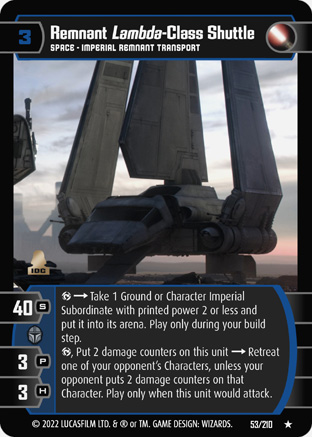 3 Remnant Lambda-Class Shuttle
SPACE - IMPERIAL REMNANT TRANSPORT
IDC
40 S
3 P
3 H
→ Take 1 Ground or Character Imperial
Subordinate with printed power 2 or less and
put it into its arena. Play only during your build
step.
, Put 2 damage counters on this unit → Retreat
one of your opponent's Characters, unless your
opponent puts 2 damage counters on that
Character. Play only when this unit would attack.
© 2022 LUCASFILM LTD. & ® or TM. GAME DESIGN: WIZARDS. 53/210 ★